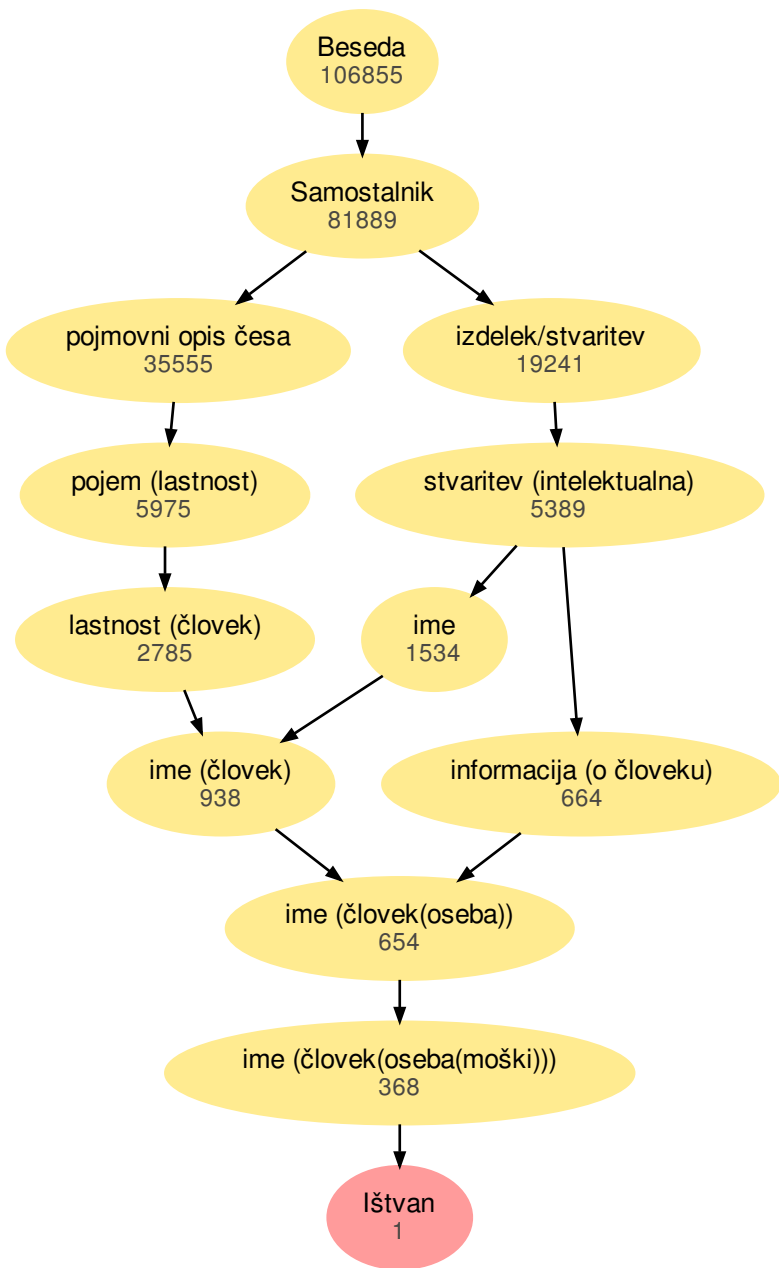 Beseda
106855
Samostalnik
81889
pojmovni opis česa
35555
izdelek/stvaritev
19241
pojem (lastnost)
5975
stvaritev (intelektualna)
5389
lastnost (človek)
2785
ime
1534
ime (človek)
938
informacija (o človeku)
664
ime (človek(oseba))
654
ime (človek(oseba(moški)))
368
Ištvan
1